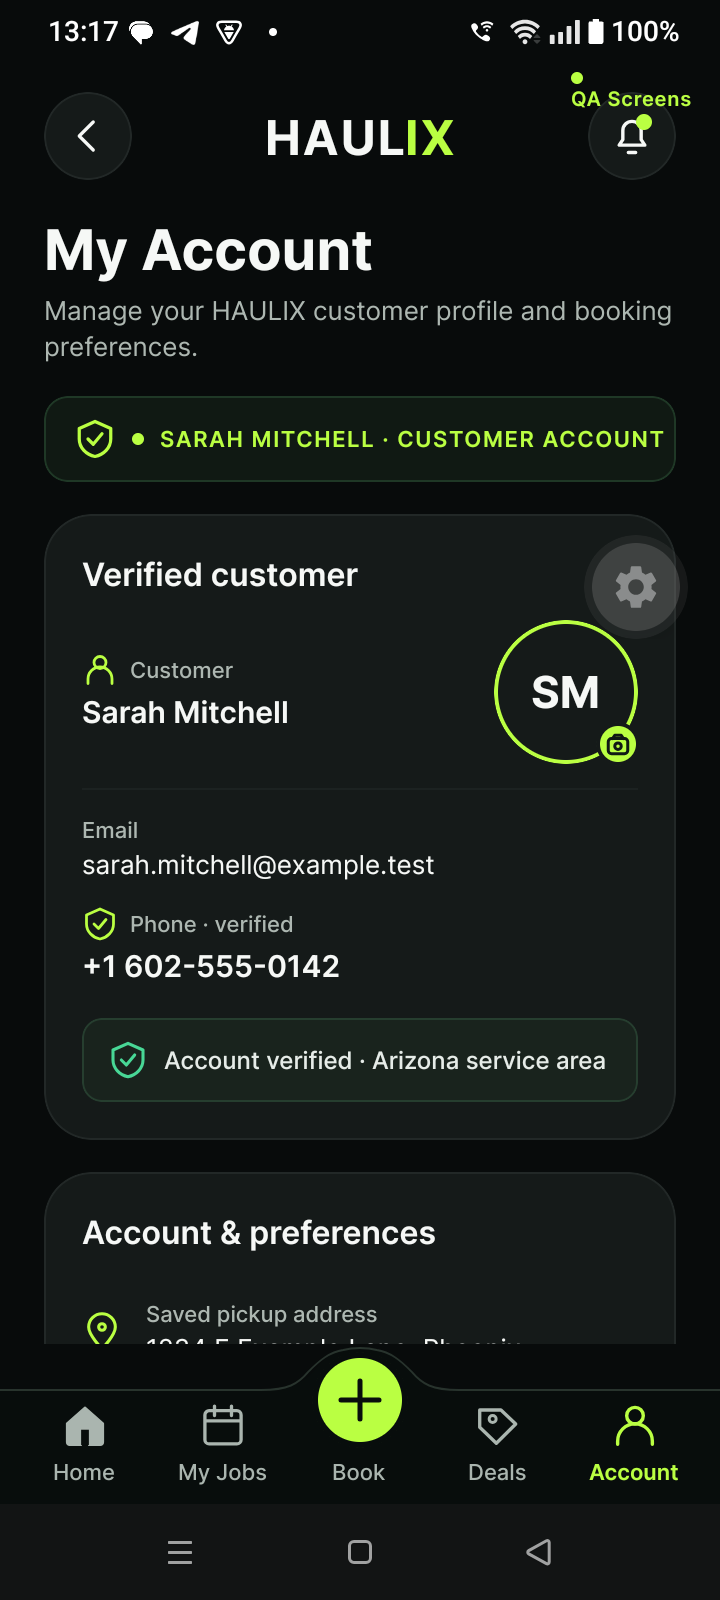 13:17
100%
QA Screens
HAULIX
My Account
Manage your HAULIX customer profile and booking
preferences.
SARAH MITCHELL · CUSTOMER ACCOUNT
Verified customer
Customer
Sarah Mitchell
SM
Email
sarah.mitchell@example.test
Phone · verified
+1 602-555-0142
Account verified · Arizona service area
Account & preferences
Saved pickup address
Home
My Jobs
Book
Deals
Account